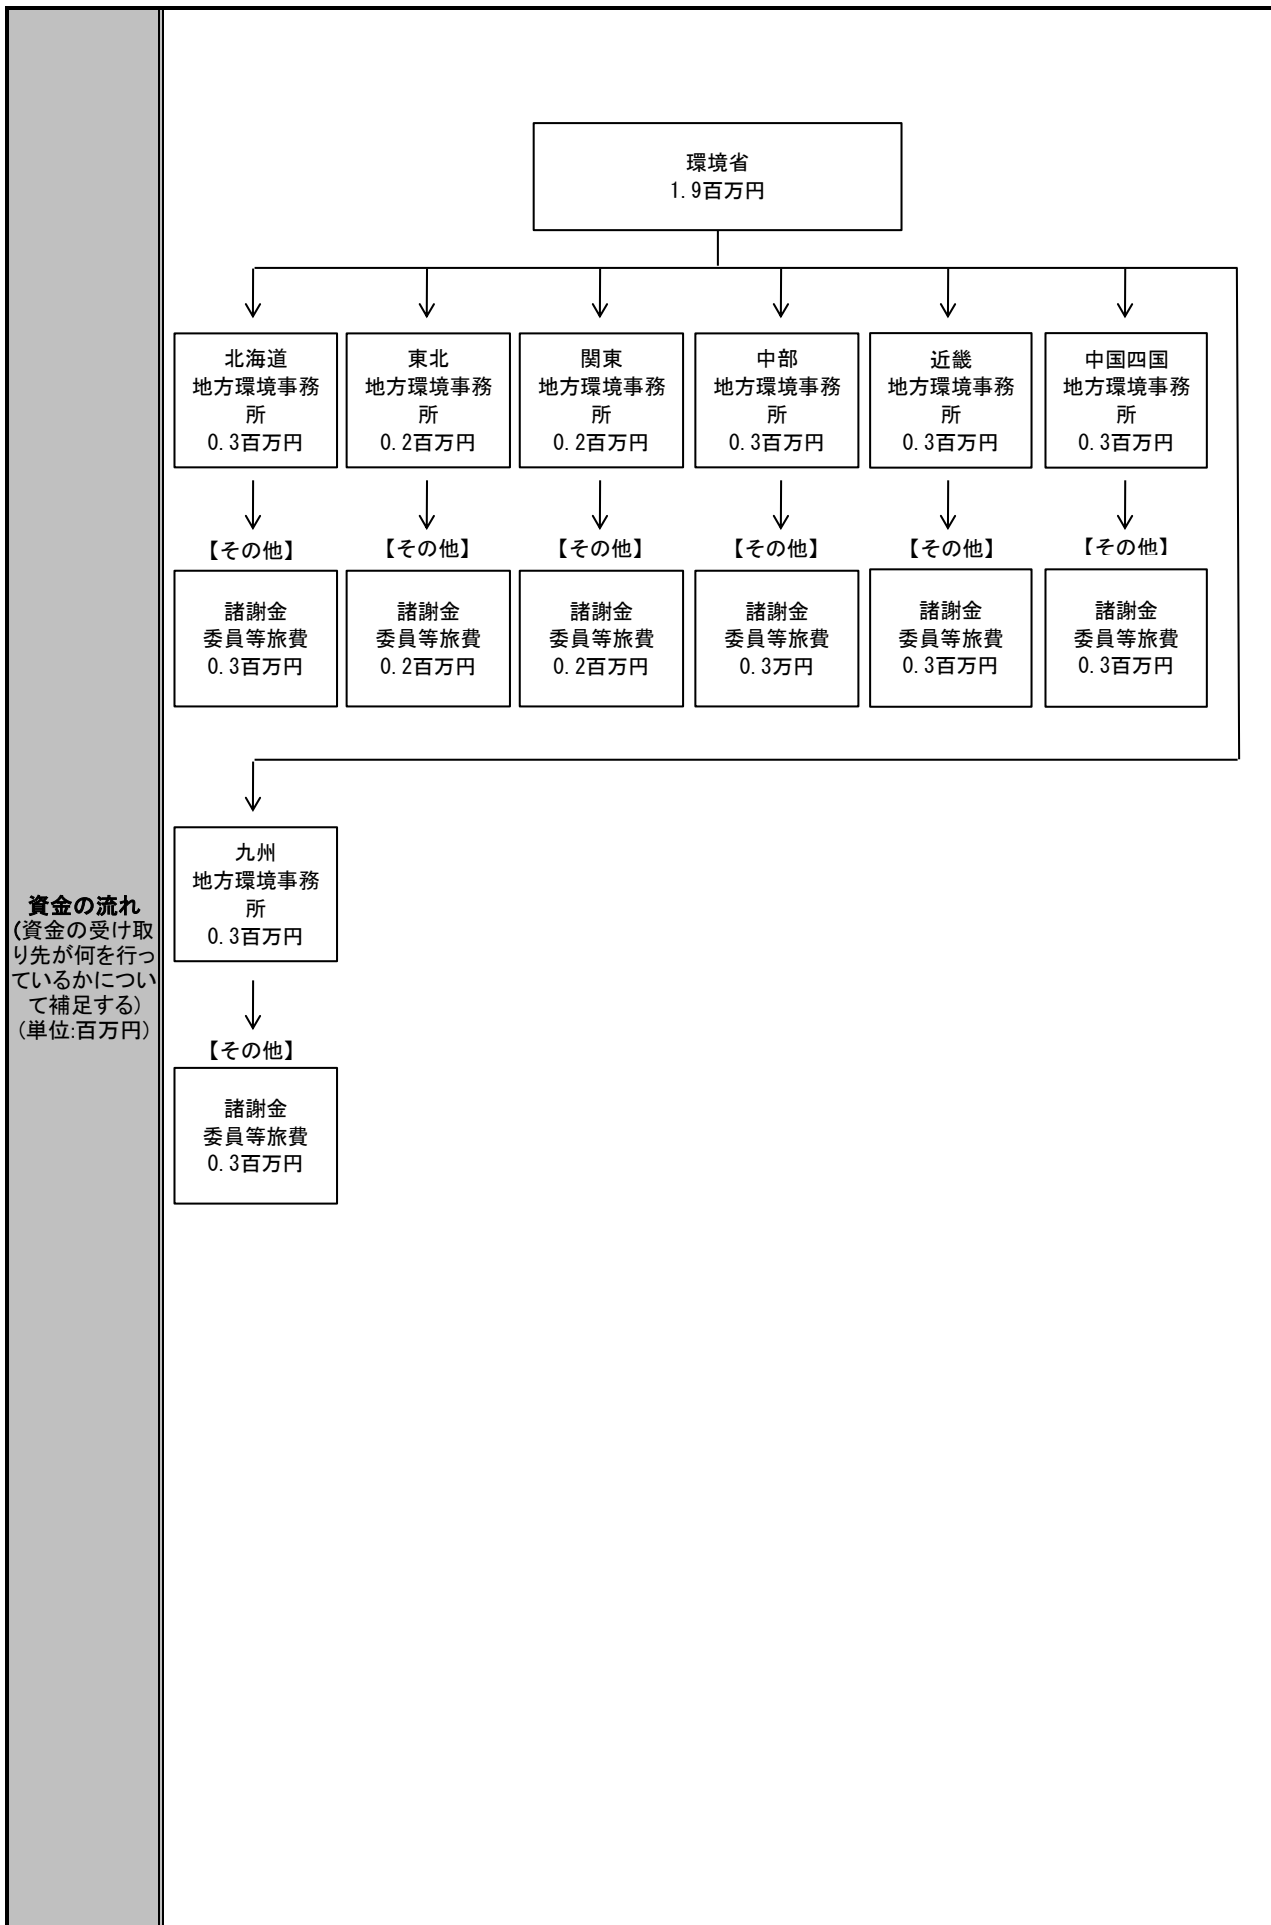 資金の流れ
(資金の受け取
り先が何を行っ
ているかについ
て補足する)
(単位:百万円)
環境省
1.9百万円
北海道
地方環境事務
所
0.3百万円
東北
地方環境事務
所
0.2百万円
関東
地方環境事務
所
0.2百万円
中部
地方環境事務
所
0.3百万円
近畿
地方環境事務
所
0.3百万円
中国四国
地方環境事務
所
0.3百万円
【その他】
【その他】
【その他】
【その他】
【その他】
【その他】
諸謝金
委員等旅費
0.3百万円
諸謝金
委員等旅費
0.2百万円
諸謝金
委員等旅費
0.2百万円
諸謝金
委員等旅費
0.3万円
諸謝金
委員等旅費
0.3百万円
諸謝金
委員等旅費
0.3百万円
九州
地方環境事務
所
0.3百万円
【その他】
諸謝金
委員等旅費
0.3百万円